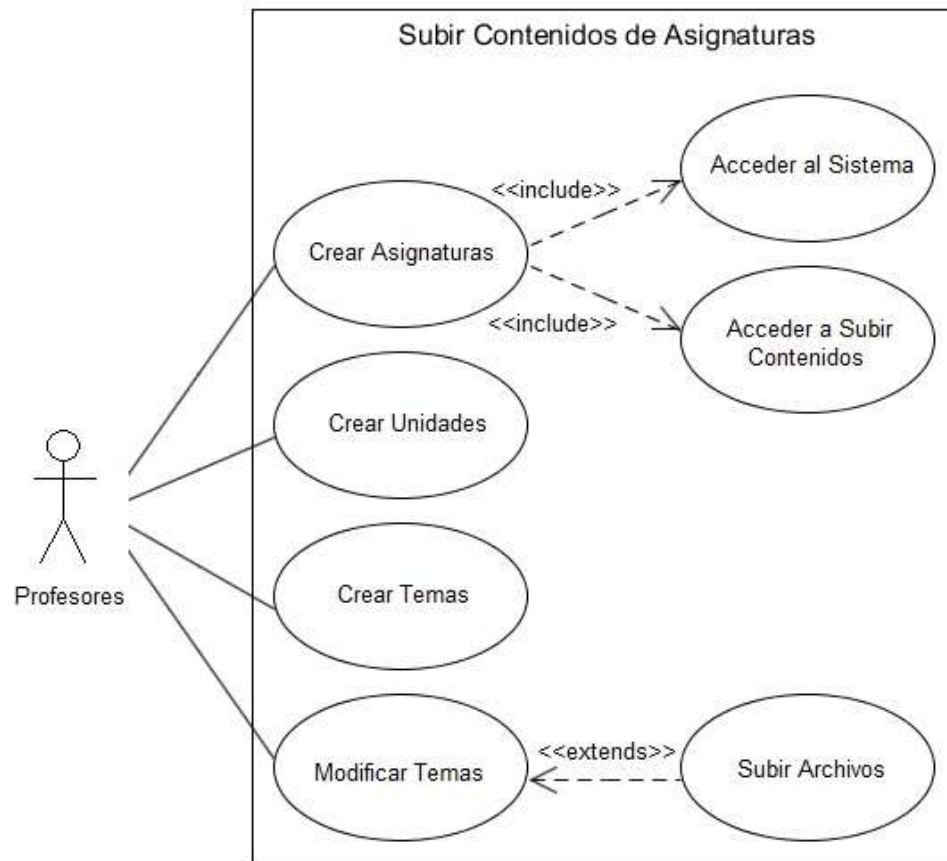 Subir Contenidos de Asignaturas
Acceder al Sistema
<<include>>
Crear Asignaturas
<<include>>
Acceder a Subir
Contenidos
Crear Unidades
Profesores
Crear Temas
Modificar Temas
<<extends>>
Subir Archivos